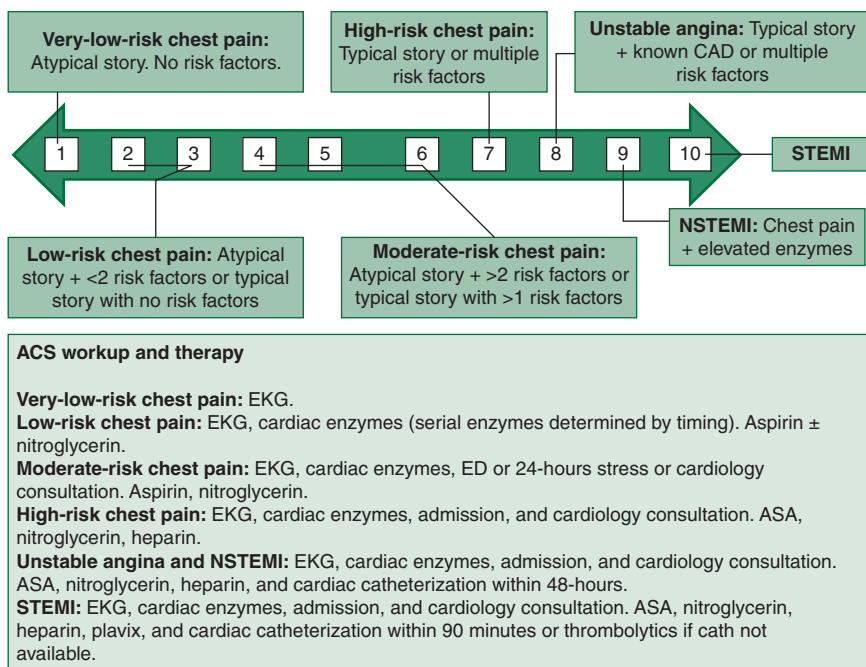 Very-low-risk chest pain:
Atypical story. No risk factors.
High-risk chest pain:
Typical story or multiple
risk factors
Unstable angina: Typical story
+ known CAD or multiple
risk factors
1
2
3
4
5
6
7
8
9
10
STEMI
Low-risk chest pain: Atypical
story + <2 risk factors or typical
story with no risk factors
Moderate-risk chest pain:
Atypical story + >2 risk factors or
typical story with >1 risk factors
NSTEMI: Chest pain
+ elevated enzymes
ACS workup and therapy
Very-low-risk chest pain: EKG.
Low-risk chest pain: EKG, cardiac enzymes (serial enzymes determined by timing). Aspirin ±
nitroglycerin.
Moderate-risk chest pain: EKG, cardiac enzymes, ED or 24-hours stress or cardiology
consultation. Aspirin, nitroglycerin.
High-risk chest pain: EKG, cardiac enzymes, admission, and cardiology consultation. ASA,
nitroglycerin, heparin.
Unstable angina and NSTEMI: EKG, cardiac enzymes, admission, and cardiology consultation.
ASA, nitroglycerin, heparin, and cardiac catheterization within 48-hours.
STEMI: EKG, cardiac enzymes, admission, and cardiology consultation. ASA, nitroglycerin,
heparin, plavix, and cardiac catheterization within 90 minutes or thrombolytics if cath not
available.